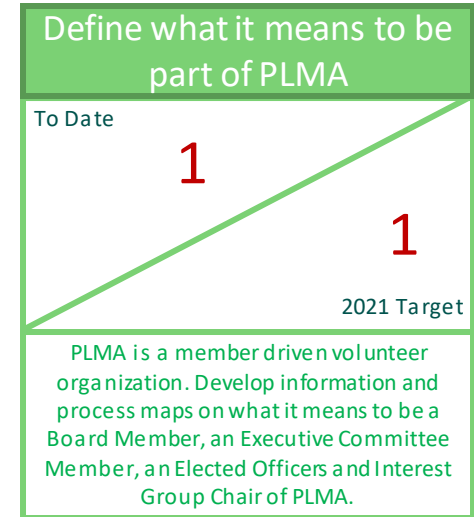 Define what it means to be
part of PLMA
To Date
1
1
2021 Target
PLMA is a member driven volunteer
organization. Develop information and
process maps on what it means to be a
Board Member, an Executive Committee
Member, an Elected Officers and Interest
Group Chair of PLMA.